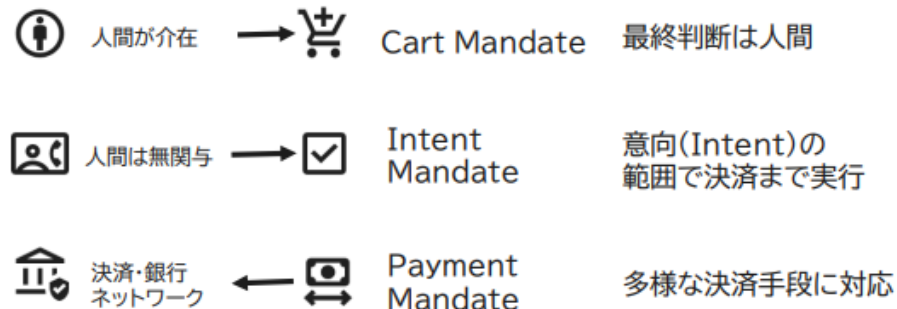 人間が介在
Cart Mandate
最終判断は人間
人間は無関与
Intent
Mandate
意向(Intent)の
範囲で決済まで実行
決済・銀行
ネットワーク
Payment
Mandate
多様な決済手段に対応